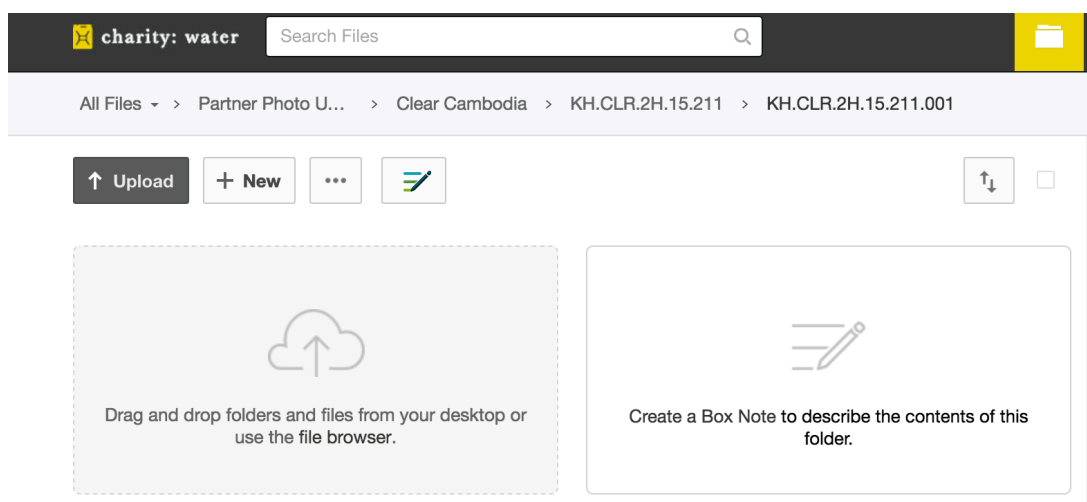 charity: water Search Files
All Files > Partner Photo U... > Clear Cambodia > KH.CLR.2H.15.211 > KH.CLR.2H.15.211.001
Upload + New ...
Drag and drop folders and files from your desktop or
use the file browser.
Create a Box Note to describe the contents of this
folder.